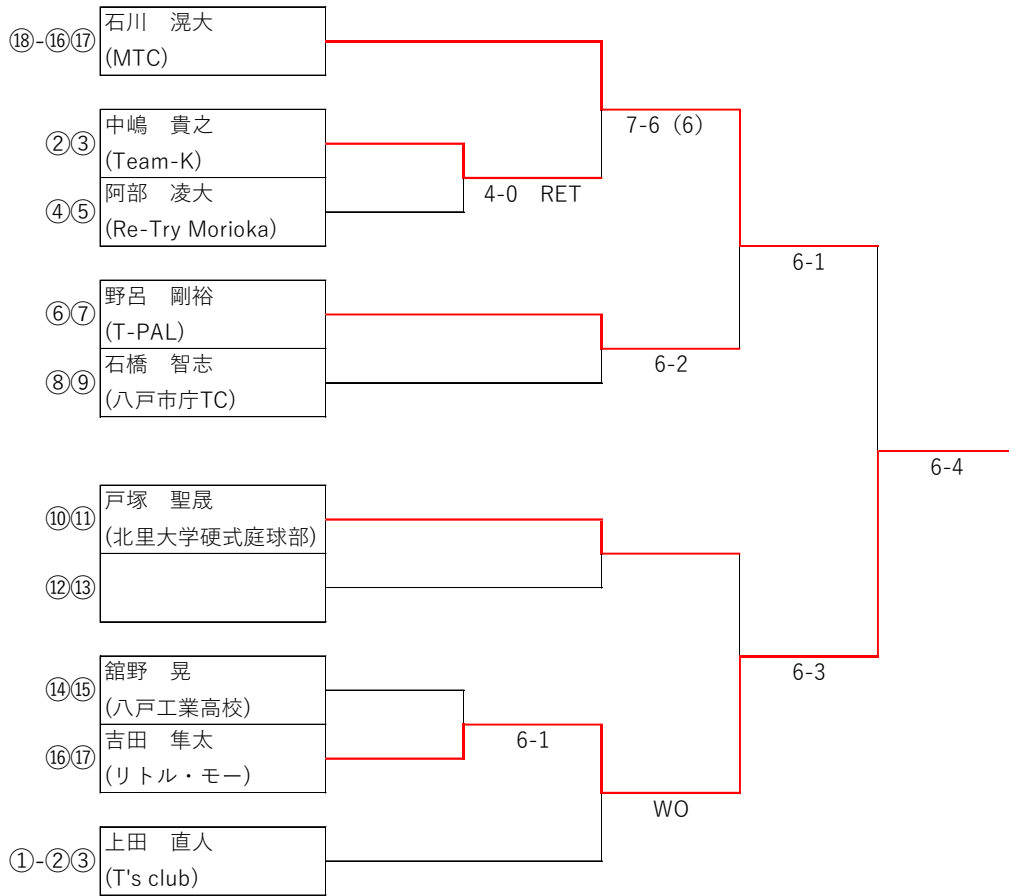 ⑱-⑯⑰
石川　滉大
(MTC)
7-6（6）
②③
中嶋　貴之
(Team-K)
4-0　RET
④⑤
阿部　凌大
(Re-Try Morioka)
6-1
⑥⑦
野呂　剛裕
(T-PAL)
6-2
⑧⑨
石橋　智志
(八戸市庁TC)
6-4
⑩⑪
戸塚　聖晟
(北里大学硬式庭球部)
⑫⑬
6-3
⑭⑮
舘野　晃
(八戸工業高校)
6-1
⑯⑰
吉田　隼太
(リトル・モー)
WO
①-②③
上田　直人
(T's club)